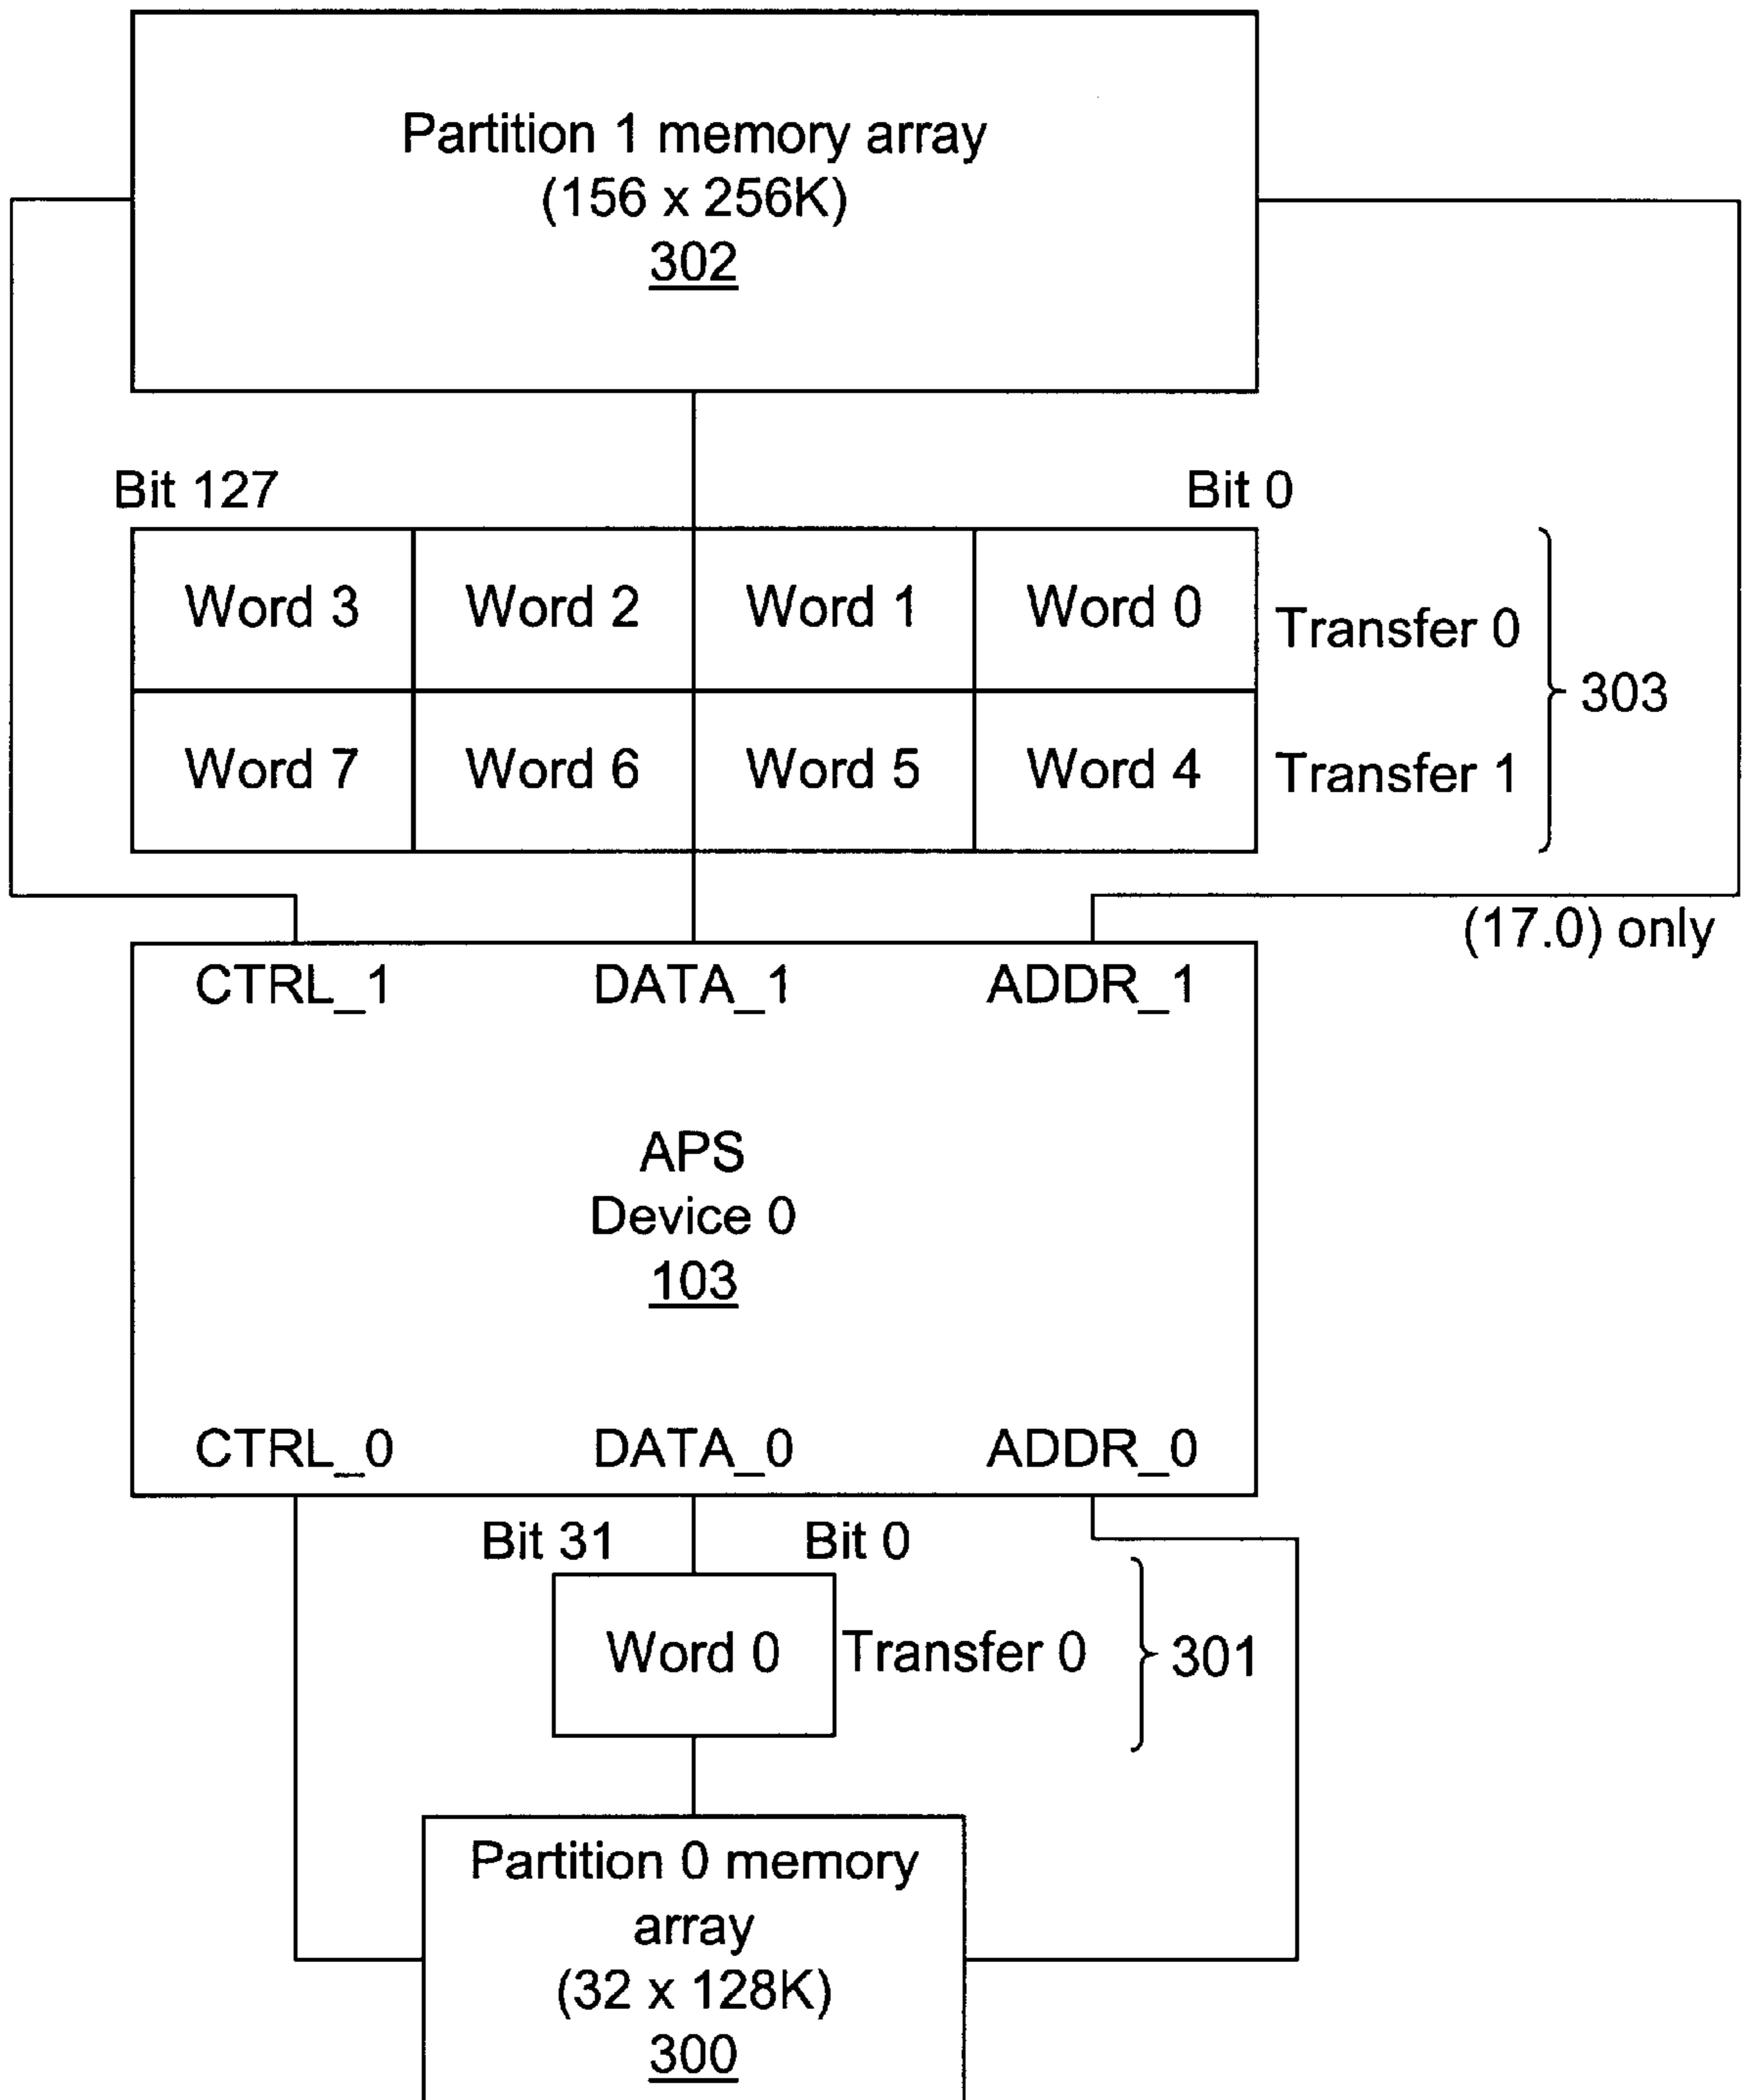 Partition 1 memory array
(156 x 256K)
302
Bit 127
Bit 0
Word 3
Word 2
Word 1
Word 0
Transfer 0
303
Word 7
Word 6
Word 5
Word 4
Transfer 1
(17.0) only
CTRL_1
DATA_1
ADDR_1
APS
Device 0
103
CTRL_0
DATA_0
ADDR_0
Bit 31
Bit 0
Word 0
Transfer 0
301
Partition 0 memory
array
(32 x 128K)
300